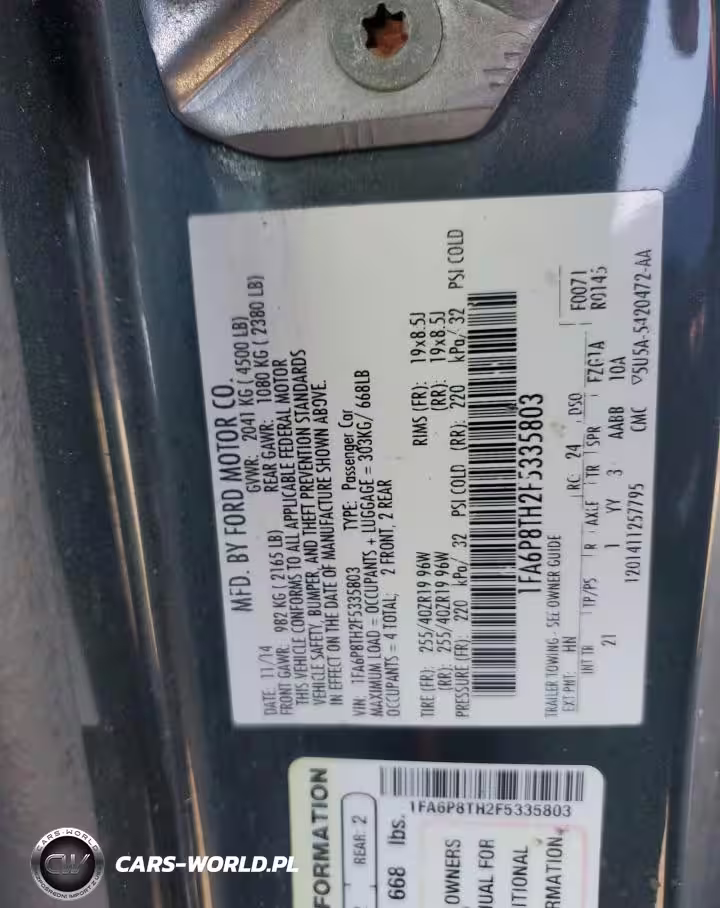 MFD. BY FORD MOTOR CO.
DATE: 11/14 GVWR: 2041 KG ( 4500 LB)
FRONT GAWR: 982 KG ( 2165 LB) REAR GAWR: 1080 KG ( 2380 LB)
THIS VEHICLE CONFORMS TO ALL APPLICABLE FEDERAL MOTOR
VEHICLE SAFETY, BUMPER, AND THEFT PREVENTION STANDARDS
IN EFFECT ON THE DATE OF MANUFACTURE SHOWN ABOVE.
VIN: 1FA6P8TH2F5335803 TYPE: Passenger Car
MAXIMUM LOAD = OCCUPANTS + LUGGAGE = 303KG/ 668LB
OCCUPANTS = 4 TOTAL; 2 FRONT, 2 REAR
TIRE (FR): 255/40ZR19 96W RIMS (FR): 19x8.5J
(RR): 255/40ZR19 96W (RR): 19x8.5J
PRESSURE (FR): 220 kPa/ 32 PSI COLD (RR): 220 kPa/ 32 PSI COLD
1FA6P8TH2F5335803
TRAILER TOWING - SEE OWNER GUIDE
EXT PNT: HN RC: 24 DSO F0071
R0145
INT TR TP/PS R AXLE TR SPR
21 1 YY 3 AABB 10A
1201411257795 CMC 5U5A-5420472-AA
FORMATION
REAR: 2
668 lbs.
1FA6P8TH2F5335803
OWNERS
UAL FOR
ITIONAL
RMATION
CARS-WORLD
CW
CARS-WORLD.PL